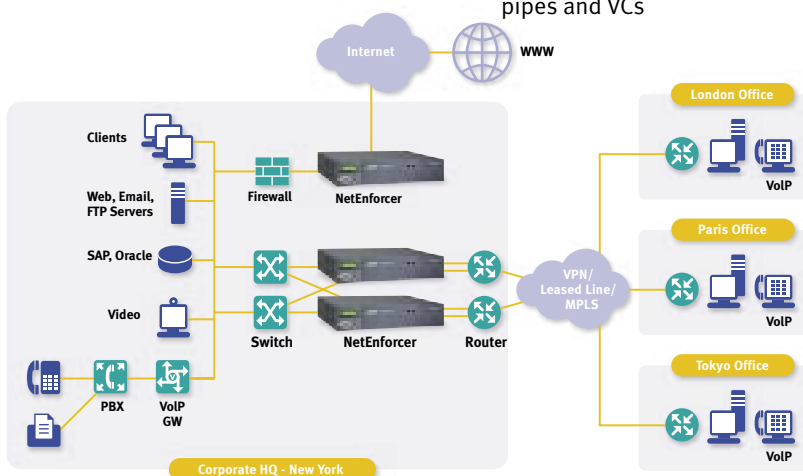 pipes and VCs
Internet
WWW
London Office
Clients
VoIP
Web, Email,
FTP Servers
Firewall
NetEnforcer
Paris Office
SAP, Oracle
VPN/
Leased Line/
MPLS
Video
VoIP
Switch
NetEnforcer
Router
Tokyo Office
PBX
VoIP
GW
V
VoIP
Corporate HQ - New York